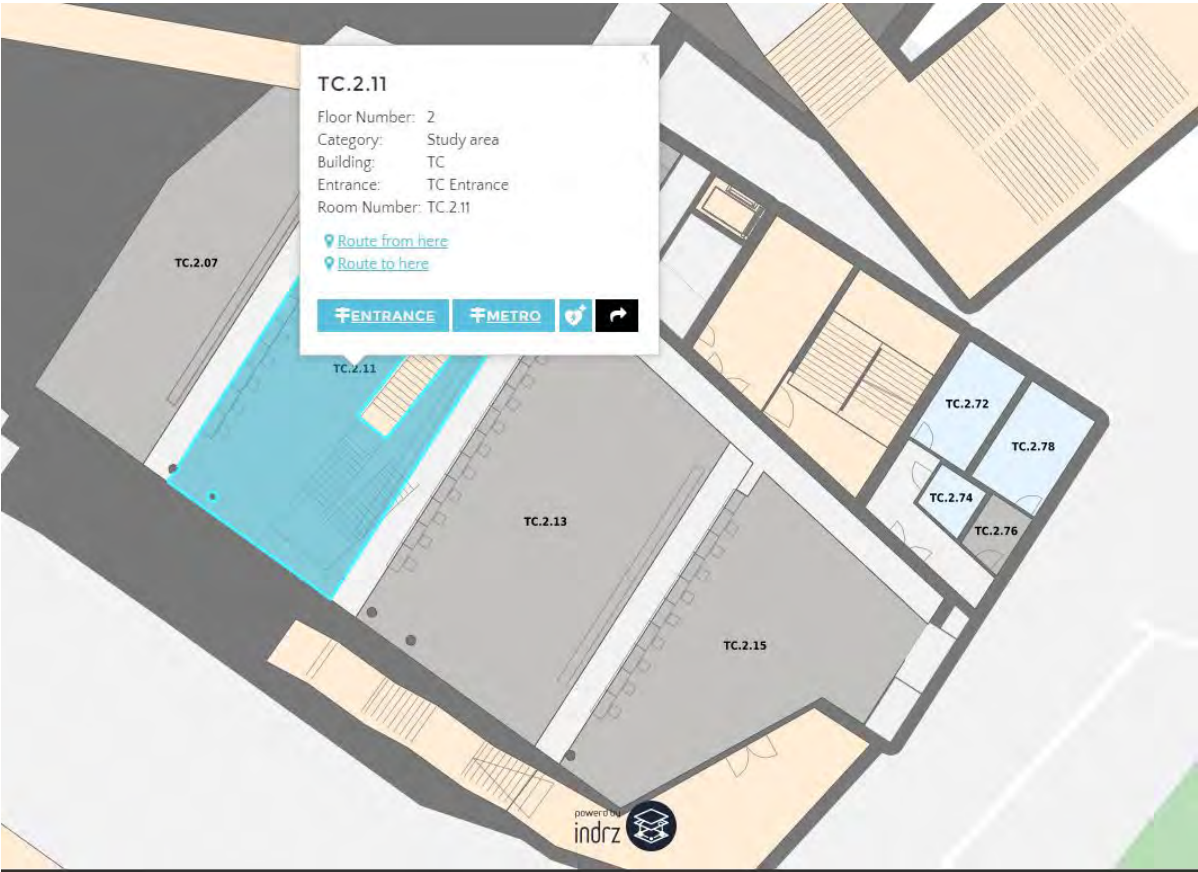 x
TC.2.11
Floor Number: 2
Category: Study area
Building: TC
Entrance: TC Entrance
Room Number: TC.2.11
Route from here
Route to here
ENTRANCE METRO
TC.2.07
TC.2.11
TC.2.72
TC.2.78
TC.2.74
TC.2.76
TC.2.13
TC.2.15
powerd by
indrz